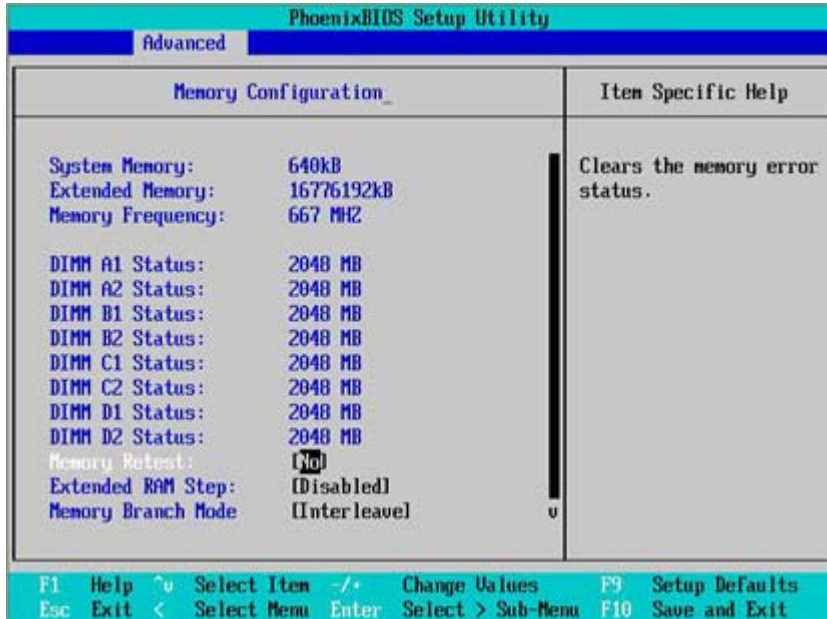 PhoenixBIOS Setup Utility
Advanced
Memory Configuration_
Item Specific Help
System Memory: 640kB
Extended Memory: 16776192kB
Memory Frequency: 667 MHZ
DIMM A1 Status: 2048 MB
DIMM A2 Status: 2048 MB
DIMM B1 Status: 2048 MB
DIMM B2 Status: 2048 MB
DIMM C1 Status: 2048 MB
DIMM C2 Status: 2048 MB
DIMM D1 Status: 2048 MB
DIMM D2 Status: 2048 MB
Memory Retest: [No]
Extended RAM Step: [Disabled]
Memory Branch Mode [Interleave] v
Clears the memory error
status.
F1 Help ^v Select Item -/+ Change Values F9 Setup Defaults
Esc Exit < Select Menu Enter Select > Sub-Menu F10 Save and Exit